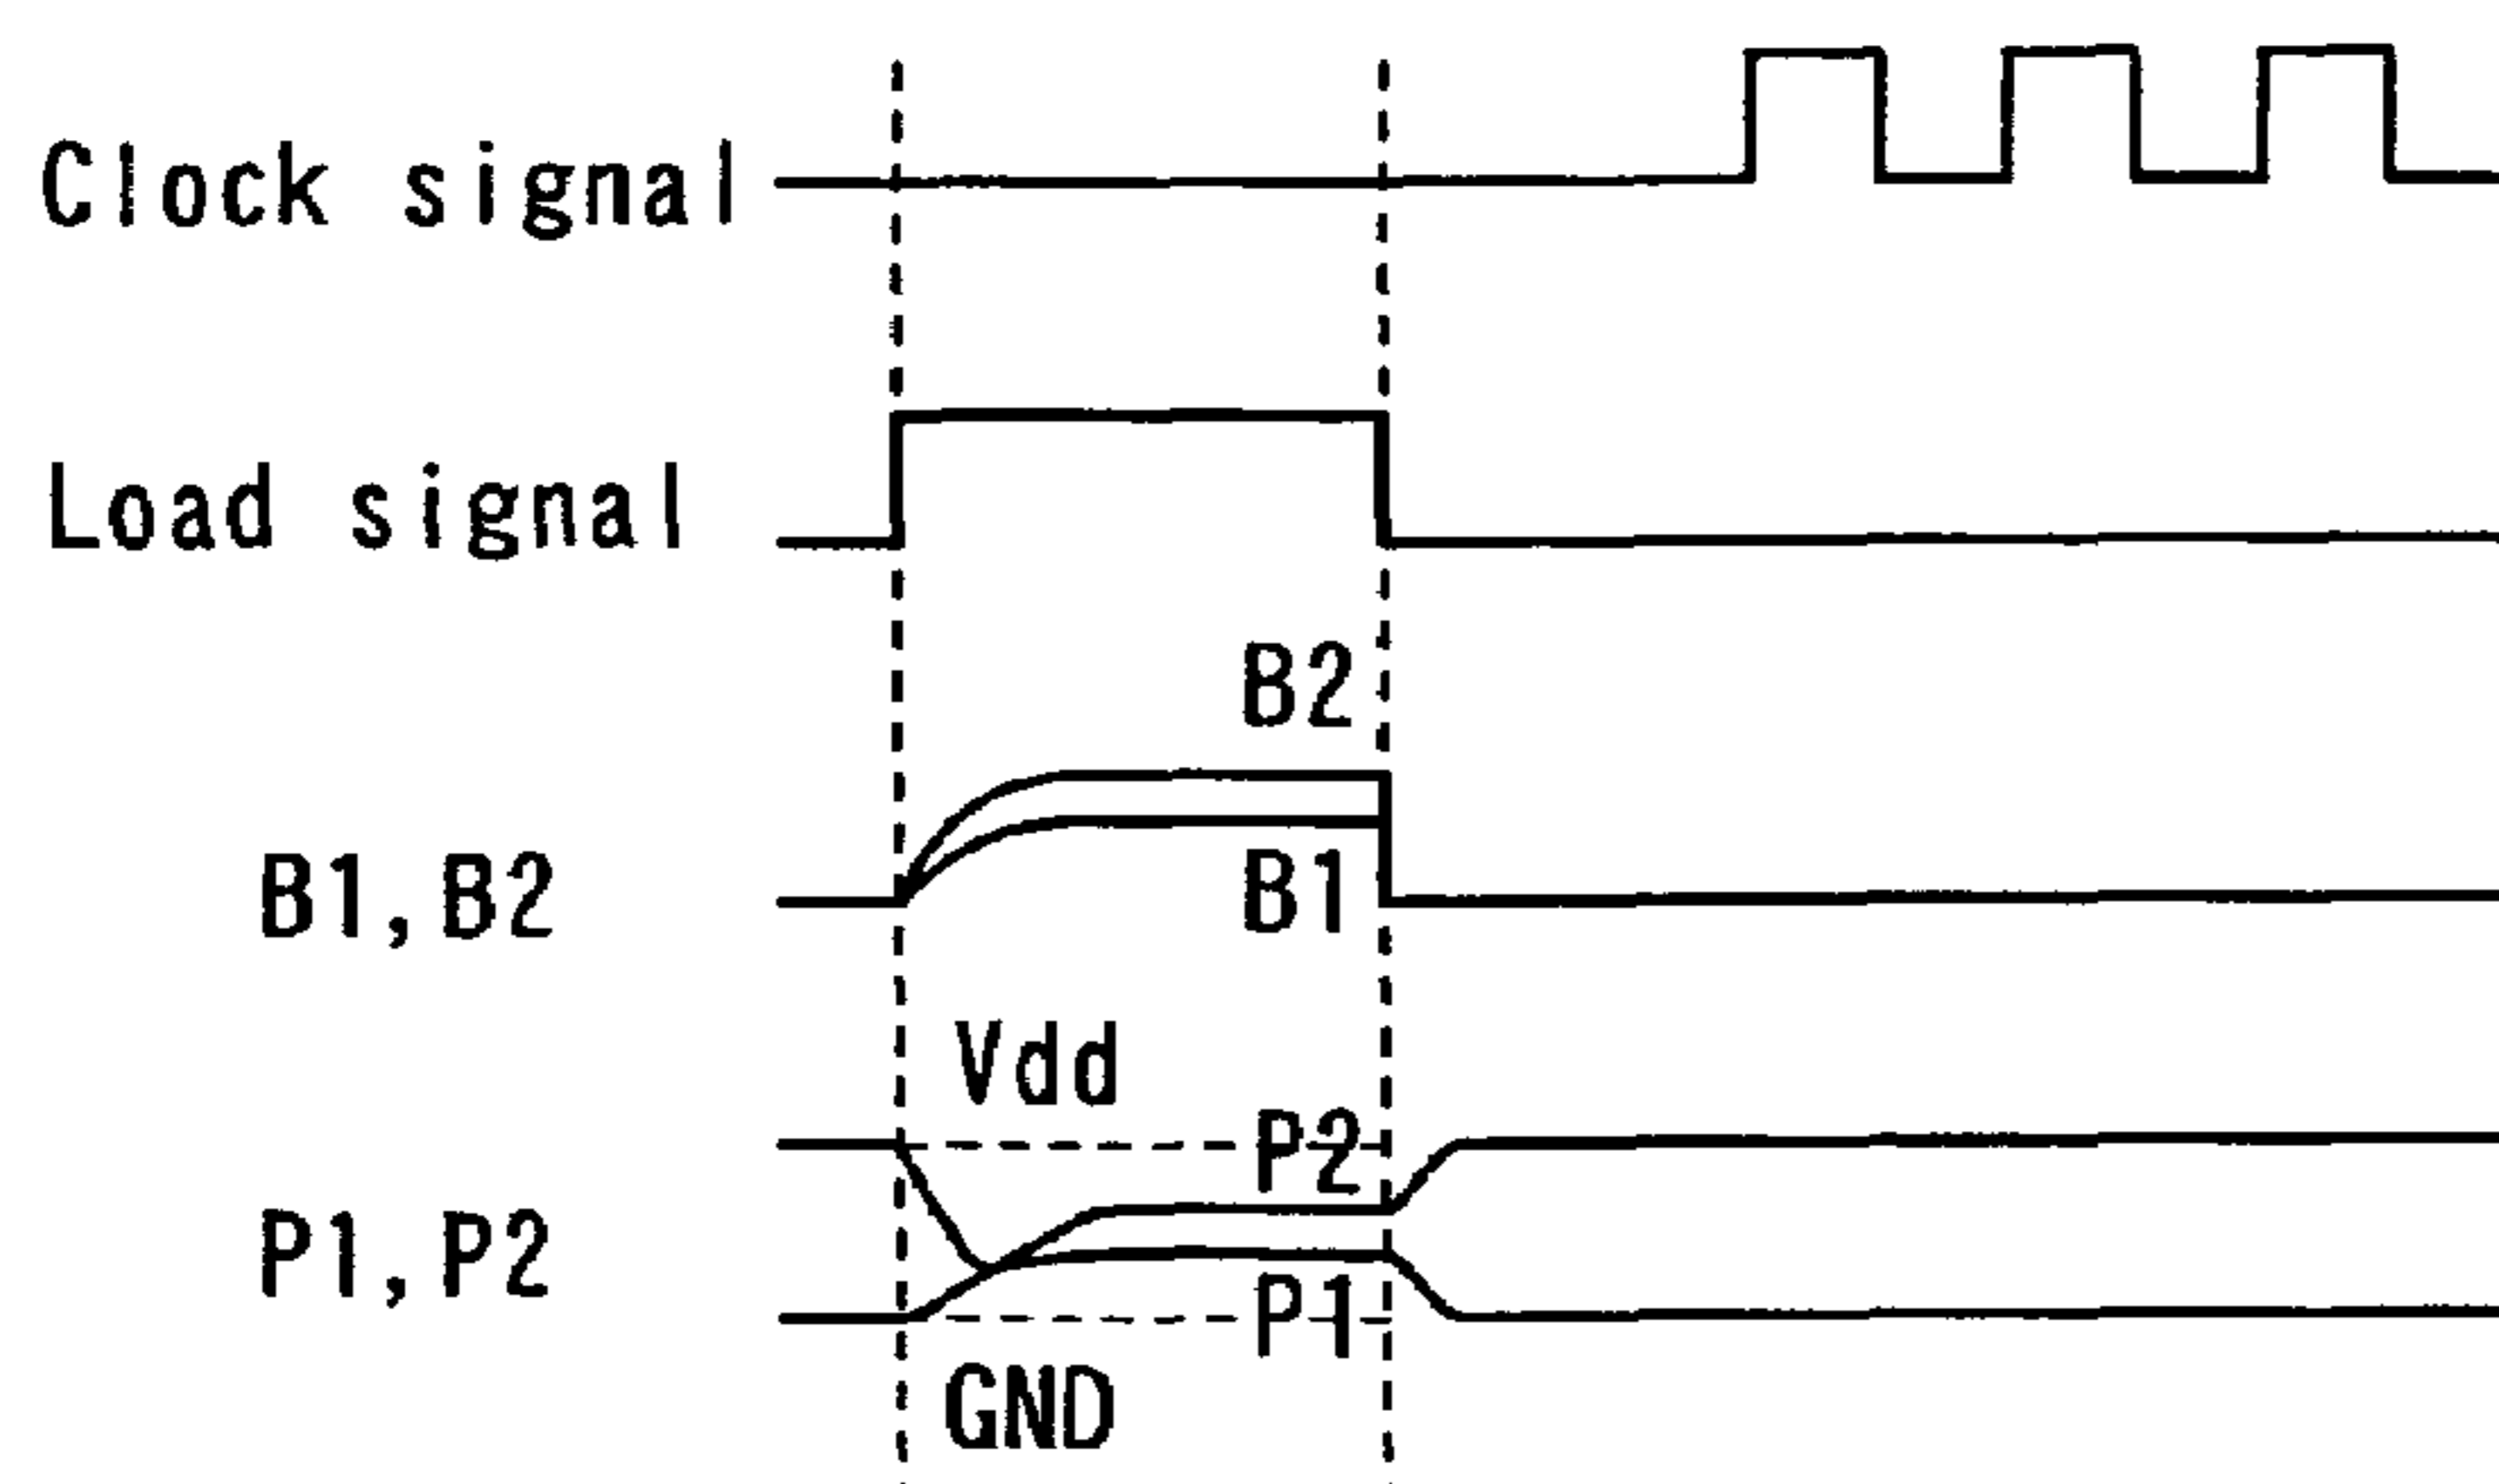 Clock signal
Load signal
B2
B1
B1,B2
Vdd
P2
P1,P2
P1
GND